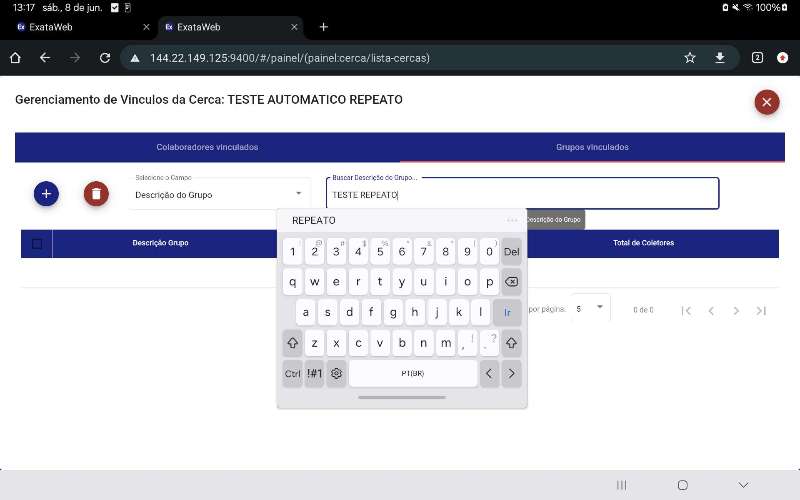 13:17 sáb., 8 de jun.
100%
Ex ExataWeb
Ex ExataWeb
144.22.149.125:9400/#/painel/(painel:cerca/lista-cercas)
2
Gerenciamento de Vinculos da Cerca: TESTE AUTOMATICO REPEATO
Colaboradores vinculados
Grupos vinculados
Selecione o Campo
Descrição do Grupo
Buscar Descrição do Grupo...
TESTE REPEATO
Descrição do Grupo
Descrição Grupo
Total de Coletores
por página:
5
0 de 0
REPEATO
1 2 3 4 5 6 7 8 9 0 Del
q w e r t y u i o p
a s d f g h j k l Ir
z x c v b n m , ! . ?
Ctrl !#1 PT(BR)